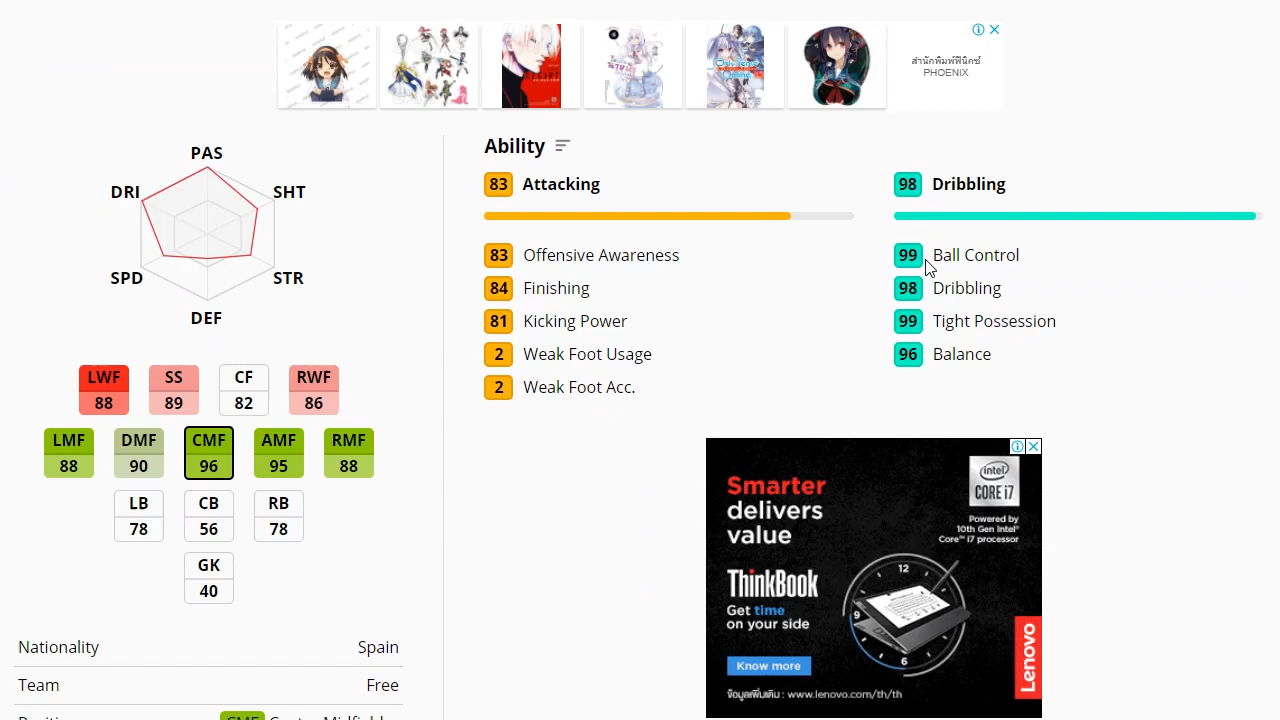 สำนักพิมพ์ฟีนิกซ์
PHOENIX
PAS
DRI
SHT
SPD
STR
DEF
LWF
88
SS
89
CF
82
RWF
86
LMF
88
DMF
90
CMF
96
AMF
95
RMF
88
LB
78
CB
56
RB
78
GK
40
Nationality
Spain
Team
Free
Ability
83 Attacking
83 Offensive Awareness
84 Finishing
81 Kicking Power
2 Weak Foot Usage
2 Weak Foot Acc.
98 Dribbling
99 Ball Control
98 Dribbling
99 Tight Possession
96 Balance
Smarter
delivers
value
intel
CORE i7
Powered by
10th Gen Intel®
Core™ i7 processor
ThinkBook
Get time
on your side
12
9
6
Know more
ข้อมูลเพิ่มเติม : www.lenovo.com/th/th
Lenovo